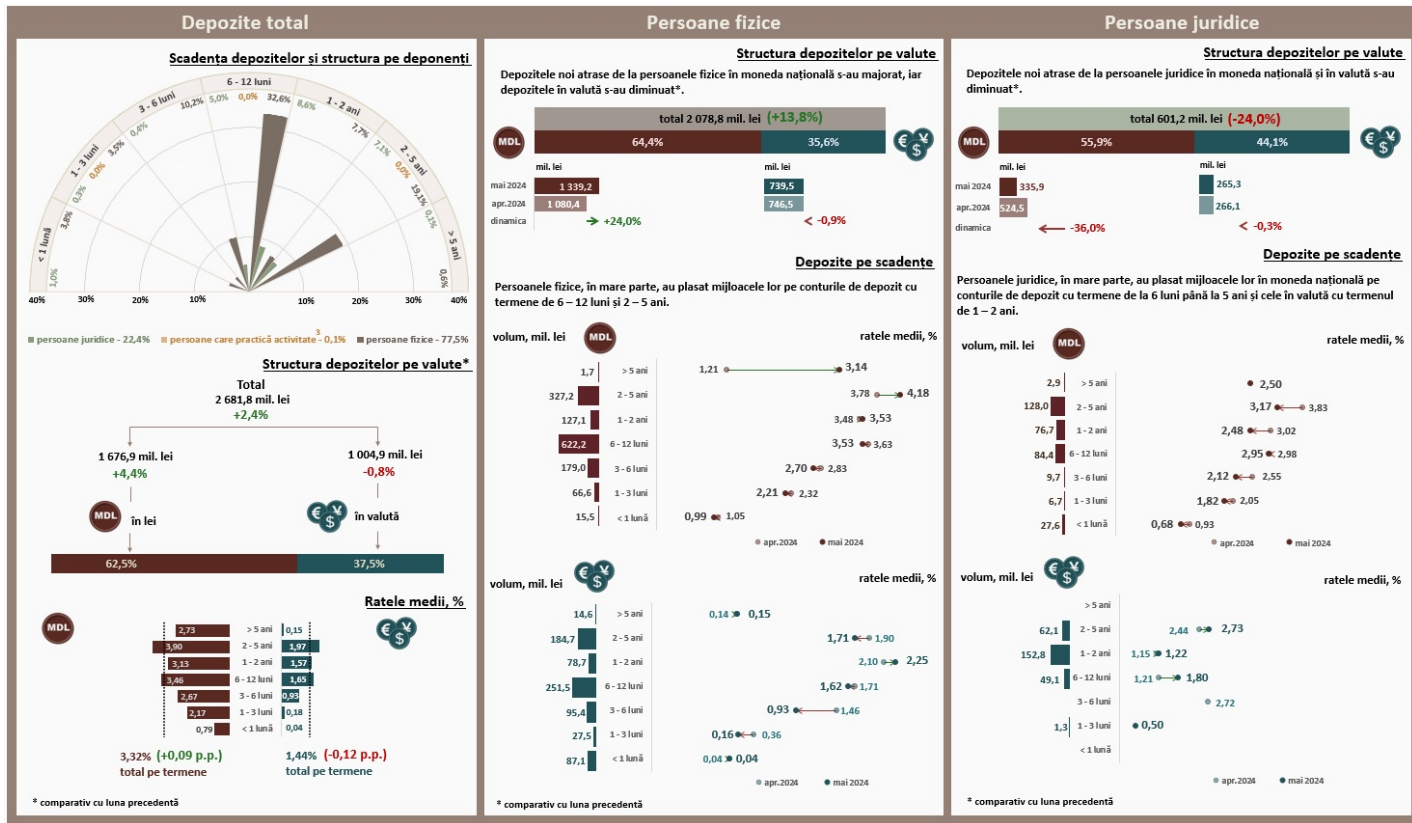 Depozite total
Scadența depozitelor și structura pe deponenți
< 1 lună
1 - 3 luni
3 - 6 luni
6 - 12 luni
1 - 2 ani
2 - 5 ani
> 5 ani
1,0%
3,8%
0,3%
0,0%
3,5%
0,4%
10,2%
5,0%
0,0%
32,6%
8,6%
7,7%
7,1%
0,0%
19,1%
0,1%
0,6%
40% 30% 20% 10% 10% 20% 30% 40%
persoane juridice - 22,4% persoane care practică activitate 3 - 0,1% persoane fizice - 77,5%
Structura depozitelor pe valute*
Total
2 681,8 mil. lei
+2,4%
1 676,9 mil. lei 1 004,9 mil. lei
+4,4% -0,8%
MDL în lei € ¥ $ în valută
62,5% 37,5%
Ratele medii, %
MDL € ¥ $
2,73 > 5 ani 0,15
3,90 2 - 5 ani 1,97
3,13 1 - 2 ani 1,57
3,46 6 - 12 luni 1,65
2,67 3 - 6 luni 0,93
2,17 1 - 3 luni 0,18
0,79 < 1 lună 0,04
3,32% (+0,09 p.p.) 1,44% (-0,12 p.p.)
total pe termene total pe termene
* comparativ cu luna precedentă
Persoane fizice
Structura depozitelor pe valute
Depozitele noi atrase de la persoanele fizice în moneda națională s-au majorat, iar
depozitele în valută s-au diminuat*.
total 2 078,8 mil. lei (+13,8%)
MDL 64,4% 35,6% € ¥ $
mil. lei mil. lei
mai 2024 1 339,2 739,5
apr.2024 1 080,4 746,5
dinamica +24,0% -0,9%
Depozite pe scadențe
Persoanele fizice, în mare parte, au plasat mijloacele lor pe conturile de depozit cu
termene de 6 – 12 luni și 2 – 5 ani.
volum, mil. lei MDL ratele medii, %
1,7 > 5 ani 1,21 3,14
327,2 2 - 5 ani 3,78 4,18
127,1 1 - 2 ani 3,48 3,53
622,2 6 - 12 luni 3,53 3,63
179,0 3 - 6 luni 2,70 2,83
66,6 1 - 3 luni 2,21 2,32
15,5 < 1 lună 0,99 1,05
apr.2024 mai 2024
volum, mil. lei € ¥ $ ratele medii, %
14,6 > 5 ani 0,14 0,15
184,7 2 - 5 ani 1,71 1,90
78,7 1 - 2 ani 2,10 2,25
251,5 6 - 12 luni 1,62 1,71
95,4 3 - 6 luni 0,93 1,46
27,5 1 - 3 luni 0,16 0,36
87,1 < 1 lună 0,04 0,04
apr.2024 mai 2024
* comparativ cu luna precedentă
Persoane juridice
Structura depozitelor pe valute
Depozitele noi atrase de la persoanele juridice în moneda națională și în valută s-au
diminuat*.
total 601,2 mil. lei (-24,0%)
MDL 55,9% 44,1% € ¥ $
mil. lei mil. lei
mai 2024 335,9 265,3
apr.2024 524,5 266,1
dinamica -36,0% -0,3%
Depozite pe scadențe
Persoanele juridice, în mare parte, au plasat mijloacele lor în moneda națională pe
conturile de depozit cu termene de la 6 luni până la 5 ani și cele în valută cu termenul
de 1 – 2 ani.
volum, mil. lei MDL ratele medii, %
2,9 > 5 ani 2,50
128,0 2 - 5 ani 3,17 3,83
76,7 1 - 2 ani 2,48 3,02
84,4 6 - 12 luni 2,95 2,98
9,7 3 - 6 luni 2,12 2,55
6,7 1 - 3 luni 1,82 2,05
27,6 < 1 lună 0,68 0,93
apr.2024 mai 2024
volum, mil. lei € ¥ $ ratele medii, %
> 5 ani
62,1 2 - 5 ani 2,44 2,73
152,8 1 - 2 ani 1,15 1,22
49,1 6 - 12 luni 1,21 1,80
3 - 6 luni 2,72
1,3 1 - 3 luni 0,50
< 1 lună
apr.2024 mai 2024
* comparativ cu luna precedentă